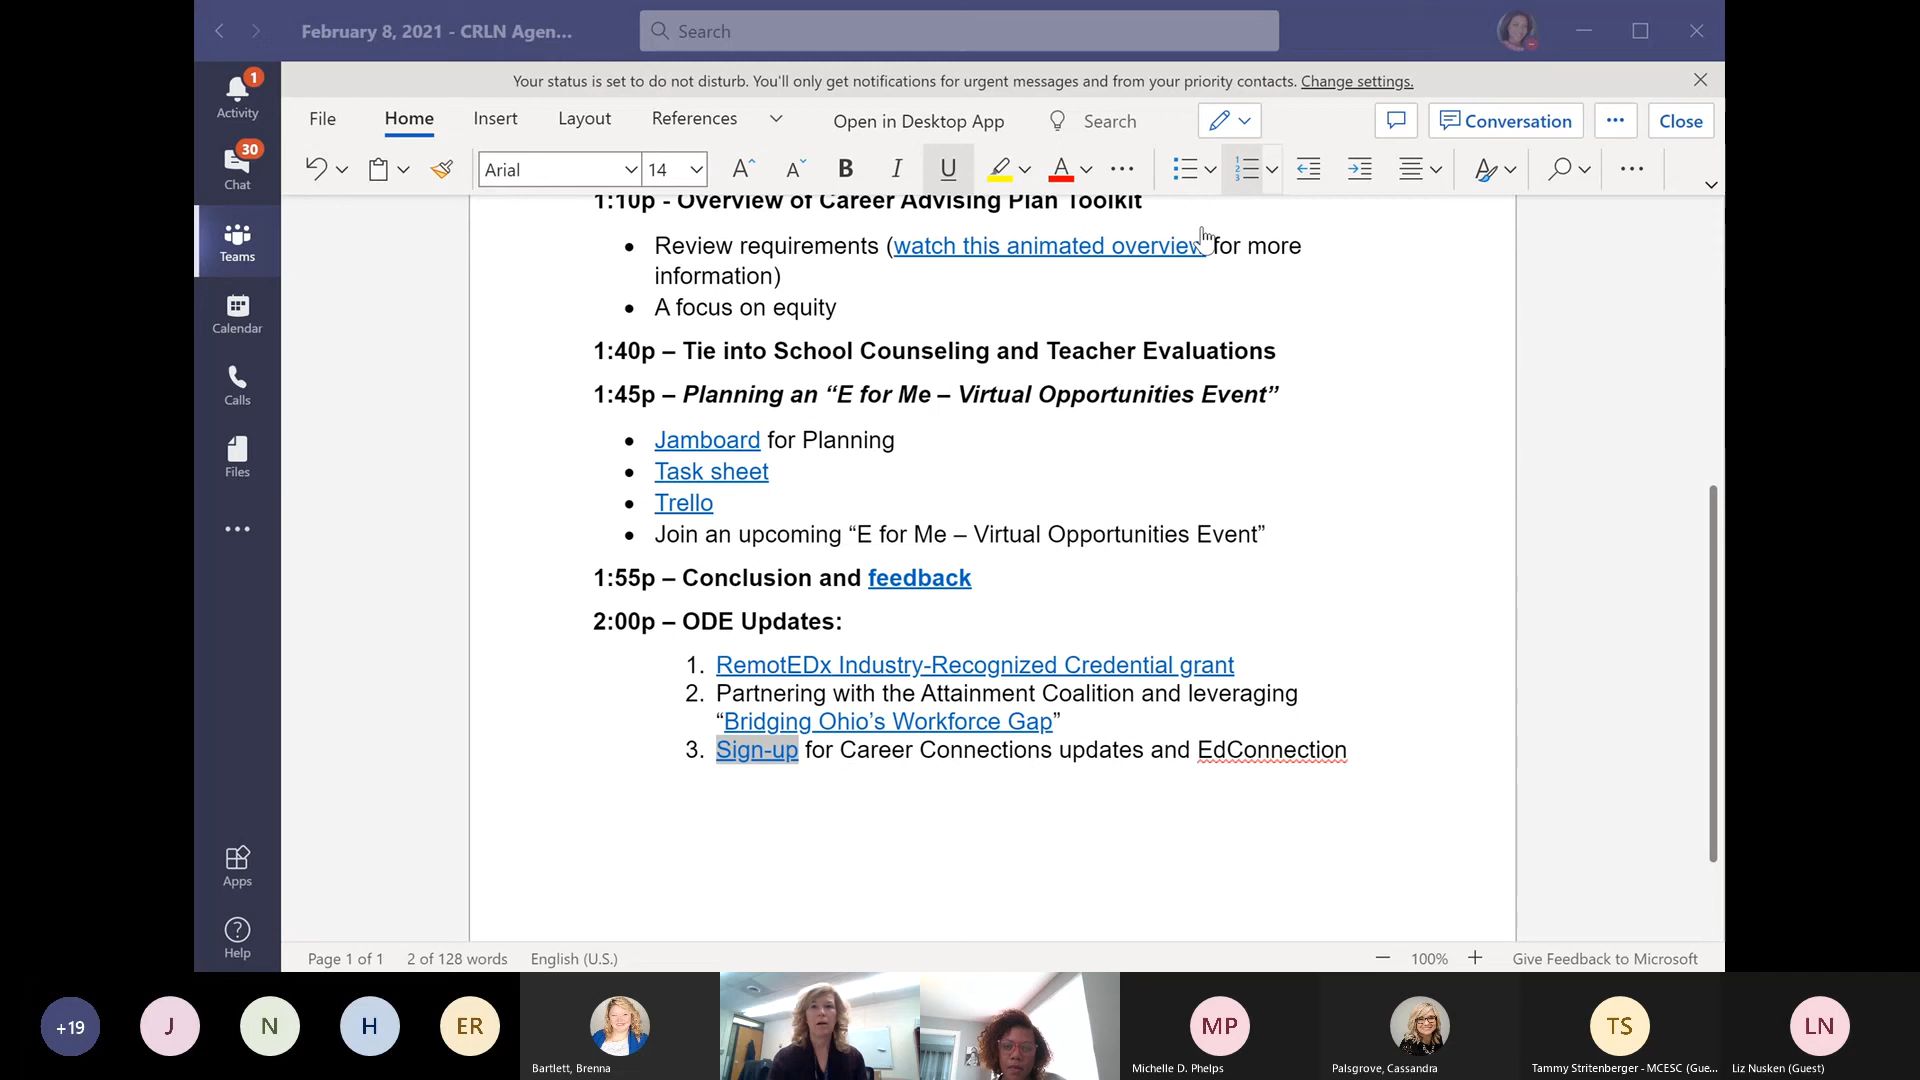 February 8, 2021 - CRLN Agen...
Search
1
Activity
30
Chat
Teams
Calendar
Calls
Files
Apps
Help
Your status is set to do not disturb. You'll only get notifications for urgent messages and from your priority contacts. Change settings.
File Home Insert Layout References Open in Desktop App Search Conversation Close
Arial 14
1:10p - Overview of Career Advising Plan Toolkit
• Review requirements (watch this animated overview for more
information)
• A focus on equity
1:40p – Tie into School Counseling and Teacher Evaluations
1:45p – Planning an “E for Me – Virtual Opportunities Event”
• Jamboard for Planning
• Task sheet
• Trello
• Join an upcoming “E for Me – Virtual Opportunities Event”
1:55p – Conclusion and feedback
2:00p – ODE Updates:
1. RemotEDx Industry-Recognized Credential grant
2. Partnering with the Attainment Coalition and leveraging
“Bridging Ohio’s Workforce Gap”
3. Sign-up for Career Connections updates and EdConnection
Page 1 of 1 2 of 128 words English (U.S.) 100% Give Feedback to Microsoft
+19 J N H ER MP TS LN
Bartlett, Brenna Michelle D. Phelps Palsgrove, Cassandra Tammy Stritenberger - MCESC (Gue... Liz Nusken (Guest)